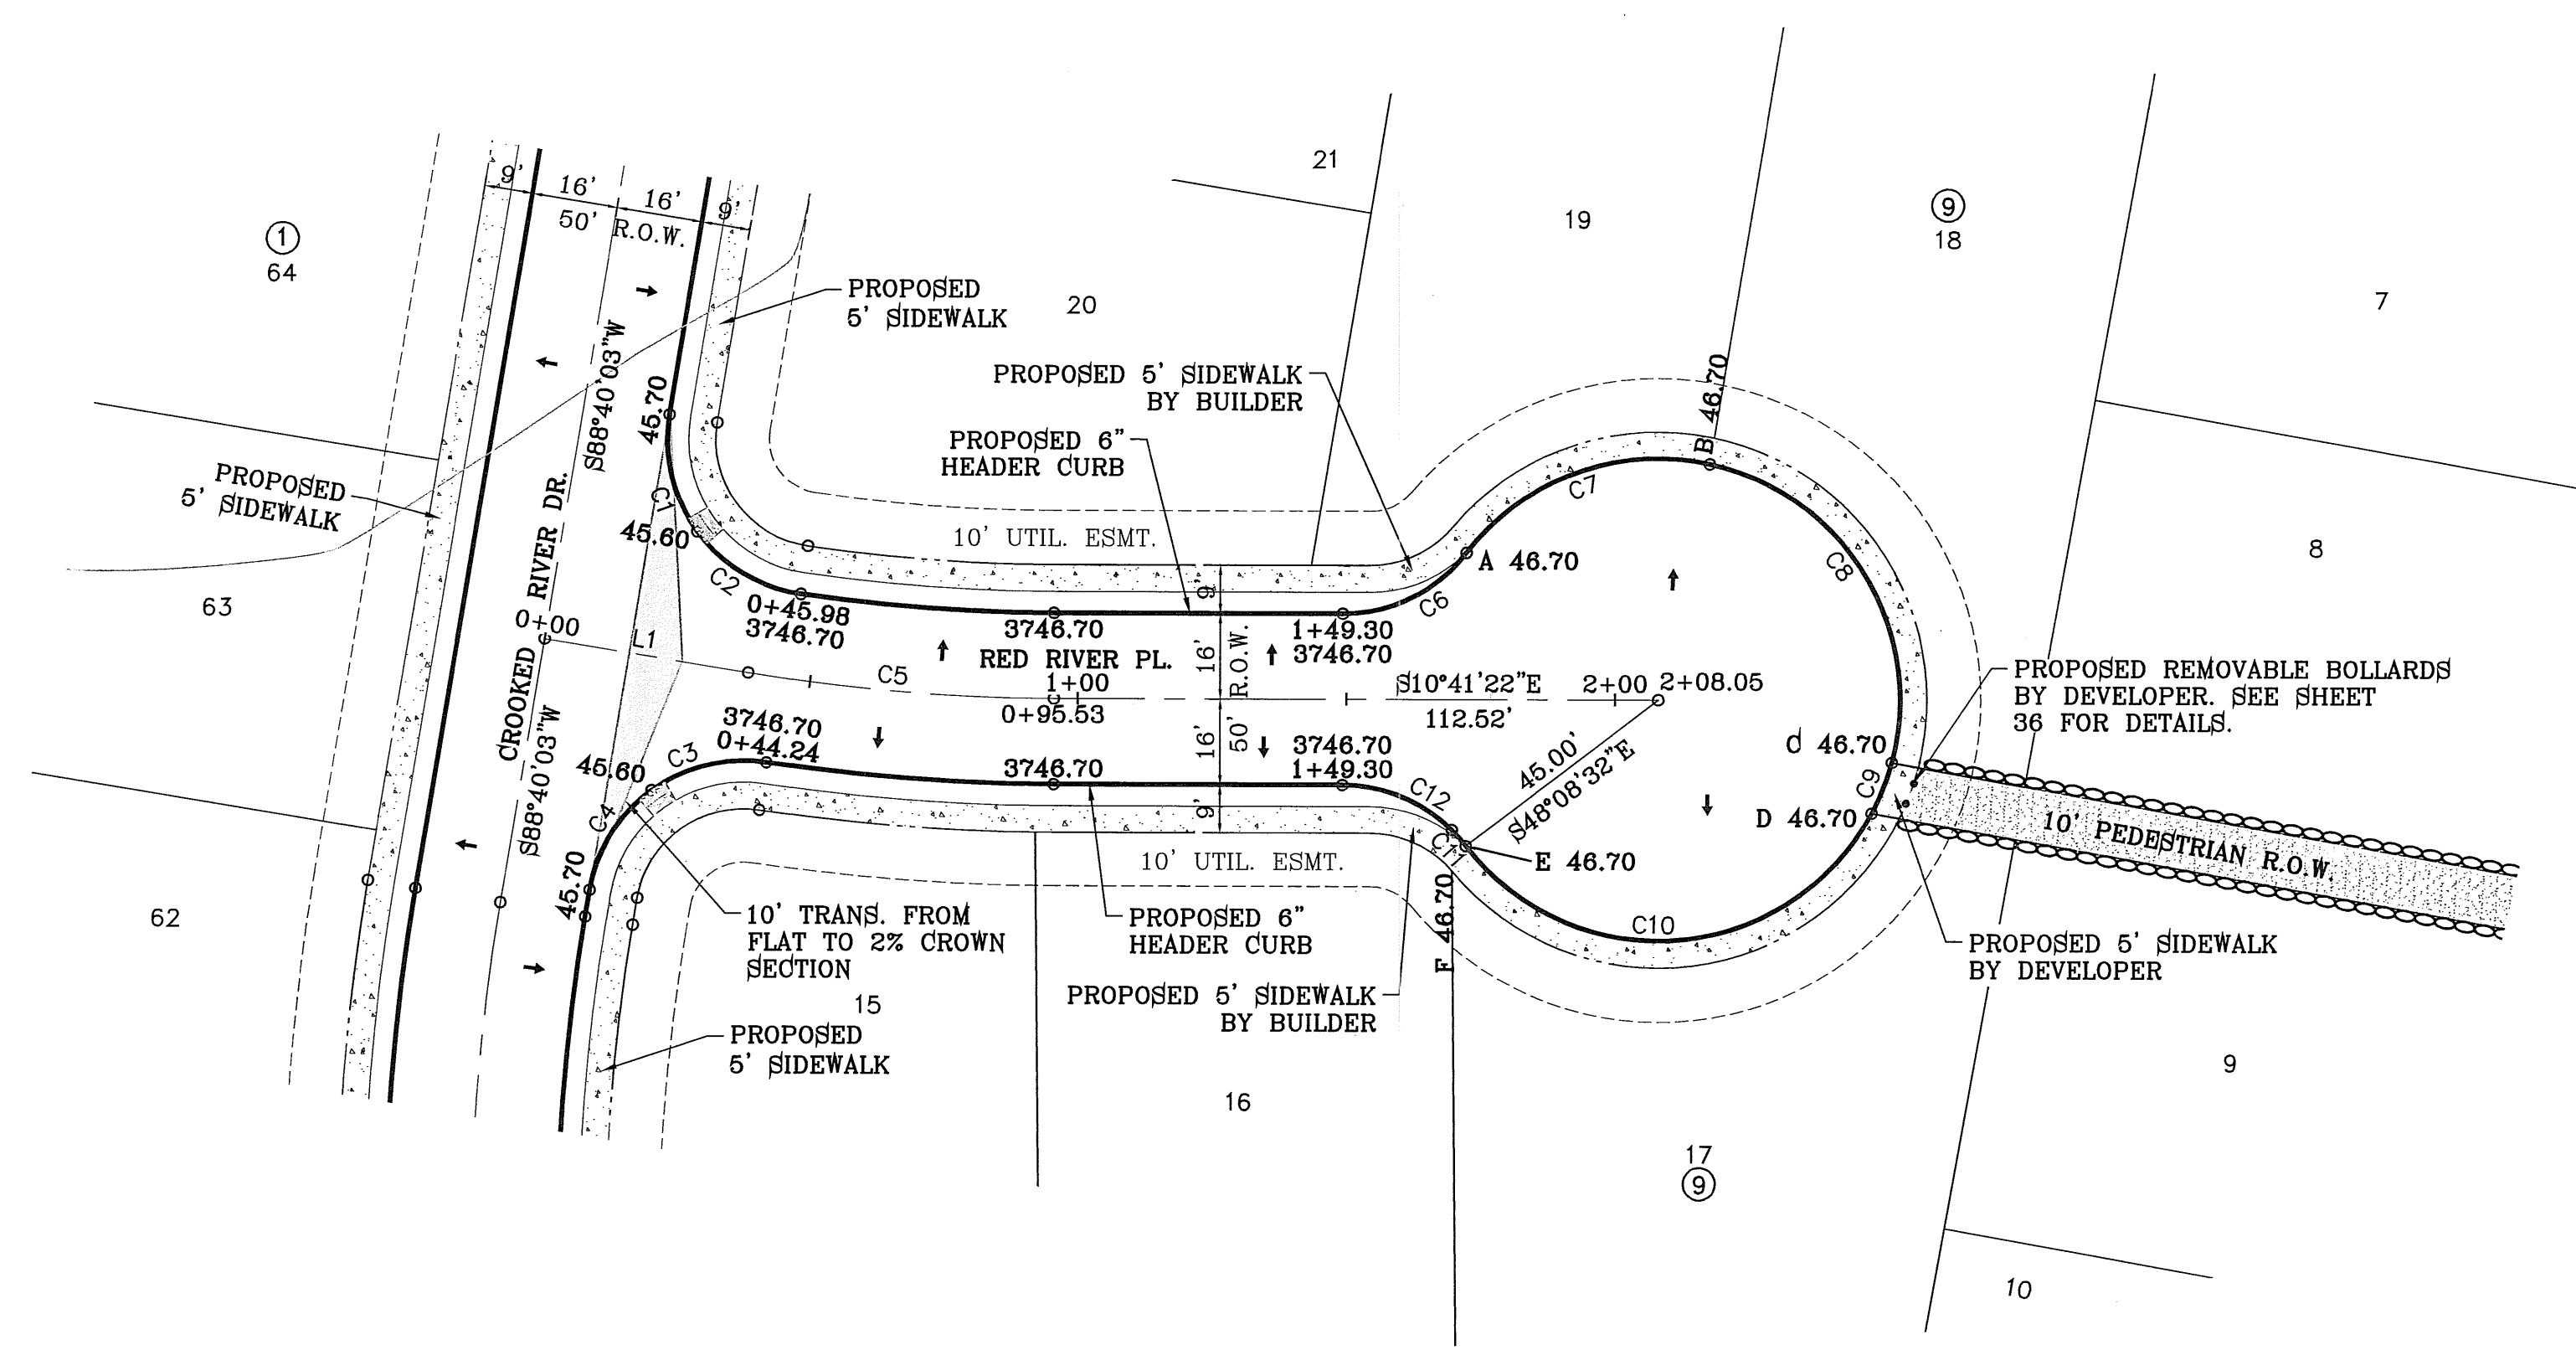 21
19
9
18
7
1
64
9'
16'
16'
9'
50' R.O.W.
PROPOSED
5' SIDEWALK
20
PROPOSED 5' SIDEWALK
BY BUILDER
PROPOSED 6"
HEADER CURB
S88°40'03"W
45.70
B 46.70
PROPOSED
5' SIDEWALK
C1
45.60
C2
10' UTIL. ESMT.
C7
A 46.70
C6
C8
8
63
0+00
L1
0+45.98
3746.70
3746.70
RED RIVER PL.
1+00
0+95.53
C5
9'
16'
R.O.W.
16'
50'
9'
1+49.30
3746.70
S10°41'22"E
112.52'
2+00
2+08.05
PROPOSED REMOVABLE BOLLARDS
BY DEVELOPER. SEE SHEET
36 FOR DETAILS.
CROOKED RIVER DR.
S88°40'03"W
3746.70
0+44.24
C3
45.60
C4
45.70
3746.70
3746.70
1+49.30
C12
C11
45.00'
S48°08'32"E
C 46.70
C9
D 46.70
E 46.70
10' PEDESTRIAN R.O.W.
62
10' UTIL. ESMT.
F 46.70
C10
10' TRANS. FROM
FLAT TO 2% CROWN
SECTION
PROPOSED 6"
HEADER CURB
PROPOSED 5' SIDEWALK
BY DEVELOPER
15
PROPOSED 5' SIDEWALK
BY BUILDER
PROPOSED
5' SIDEWALK
16
9
17
9
10